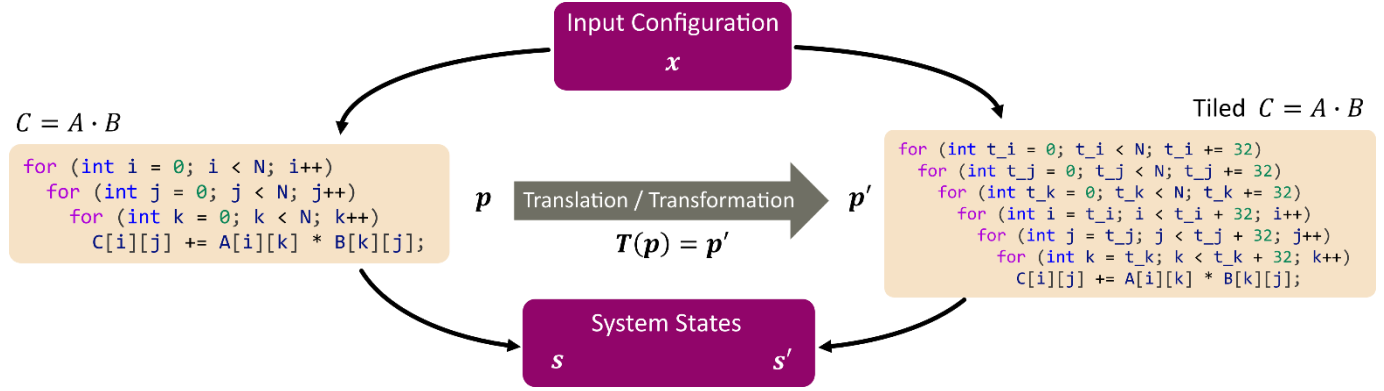 Input Configuration
x
C = A · B
for (int i = 0; i < N; i++)
for (int j = 0; j < N; j++)
for (int k = 0; k < N; k++)
C[i][j] += A[i][k] * B[k][j];
p
Translation / Transformation
T(p) = p′
p′
Tiled C = A · B
for (int t_i = 0; t_i < N; t_i += 32)
for (int t_j = 0; t_j < N; t_j += 32)
for (int t_k = 0; t_k < N; t_k += 32)
for (int i = t_i; i < t_i + 32; i++)
for (int j = t_j; j < t_j + 32; j++)
for (int k = t_k; k < t_k + 32; k++)
C[i][j] += A[i][k] * B[k][j];
System States
s s′